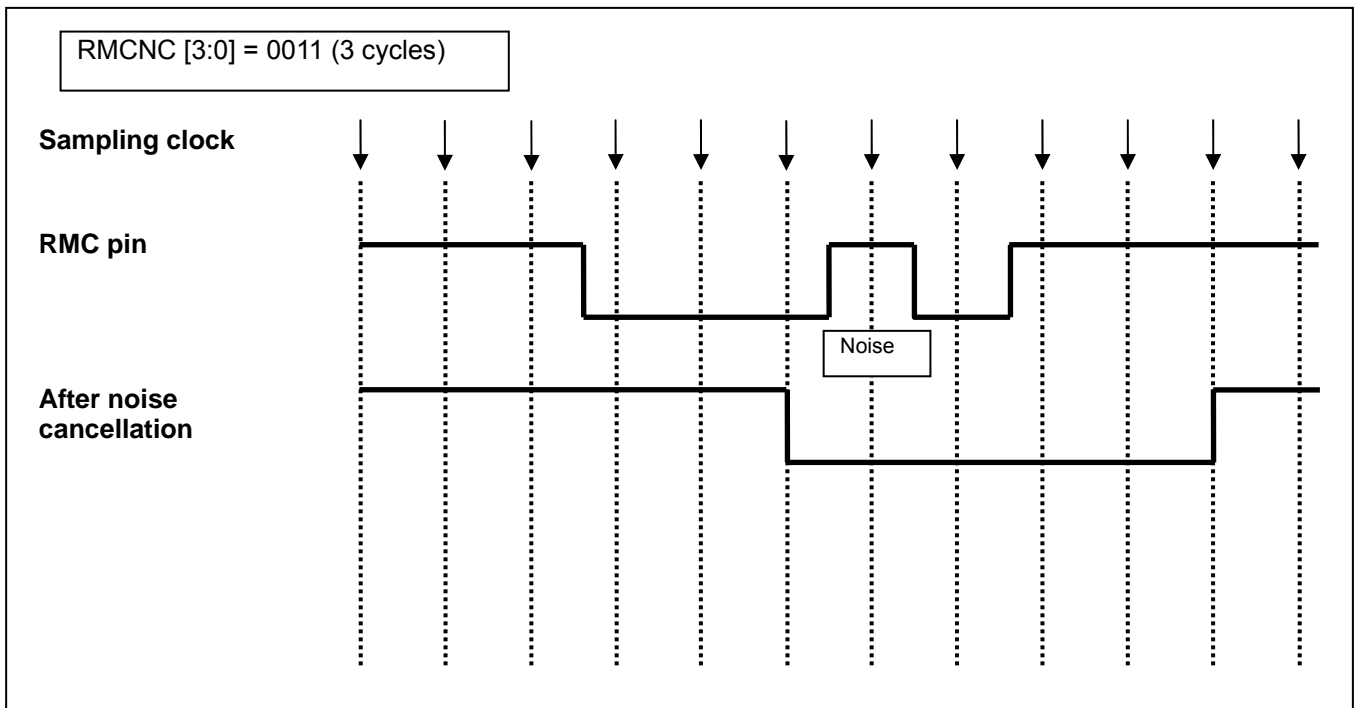 RMCNC [3:0] = 0011 (3 cycles)
Sampling clock
RMC pin
Noise
After noise
cancellation